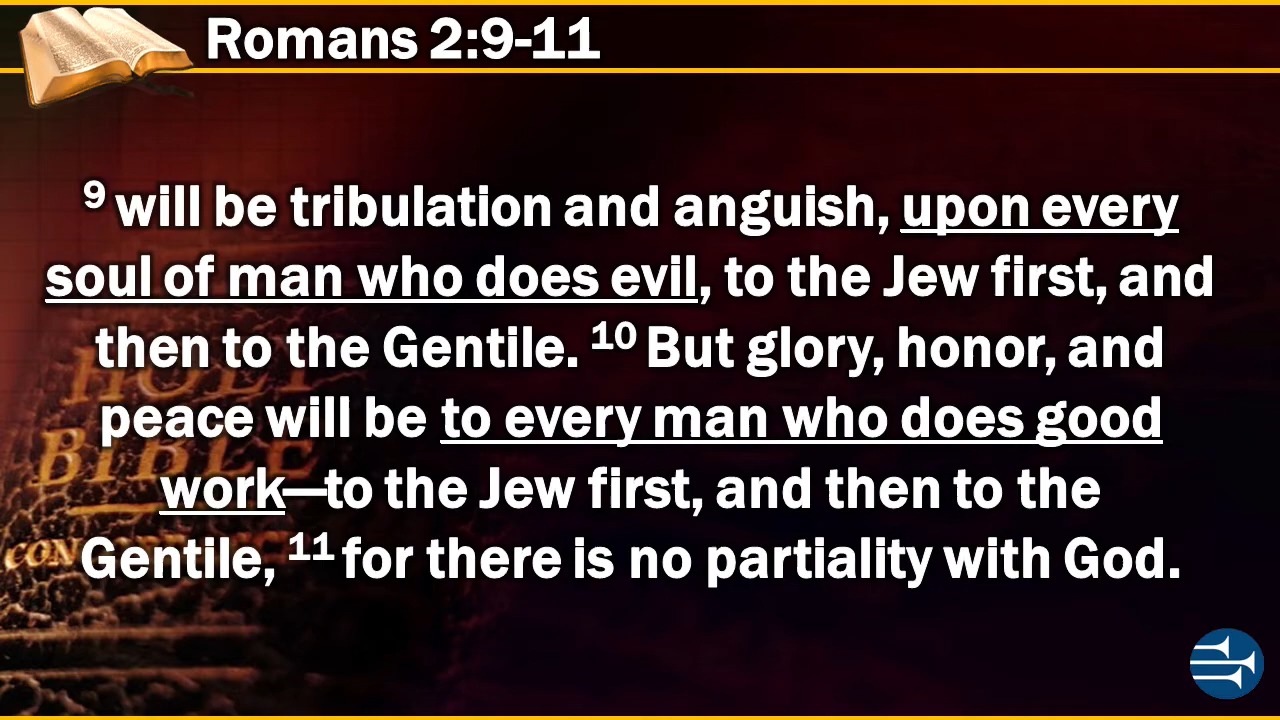 Romans 2:9-11
9 will be tribulation and anguish, upon every
soul of man who does evil, to the Jew first, and
then to the Gentile. 10 But glory, honor, and
peace will be to every man who does good
work—to the Jew first, and then to the
Gentile, 11 for there is no partiality with God.
HOLY
BIBLE